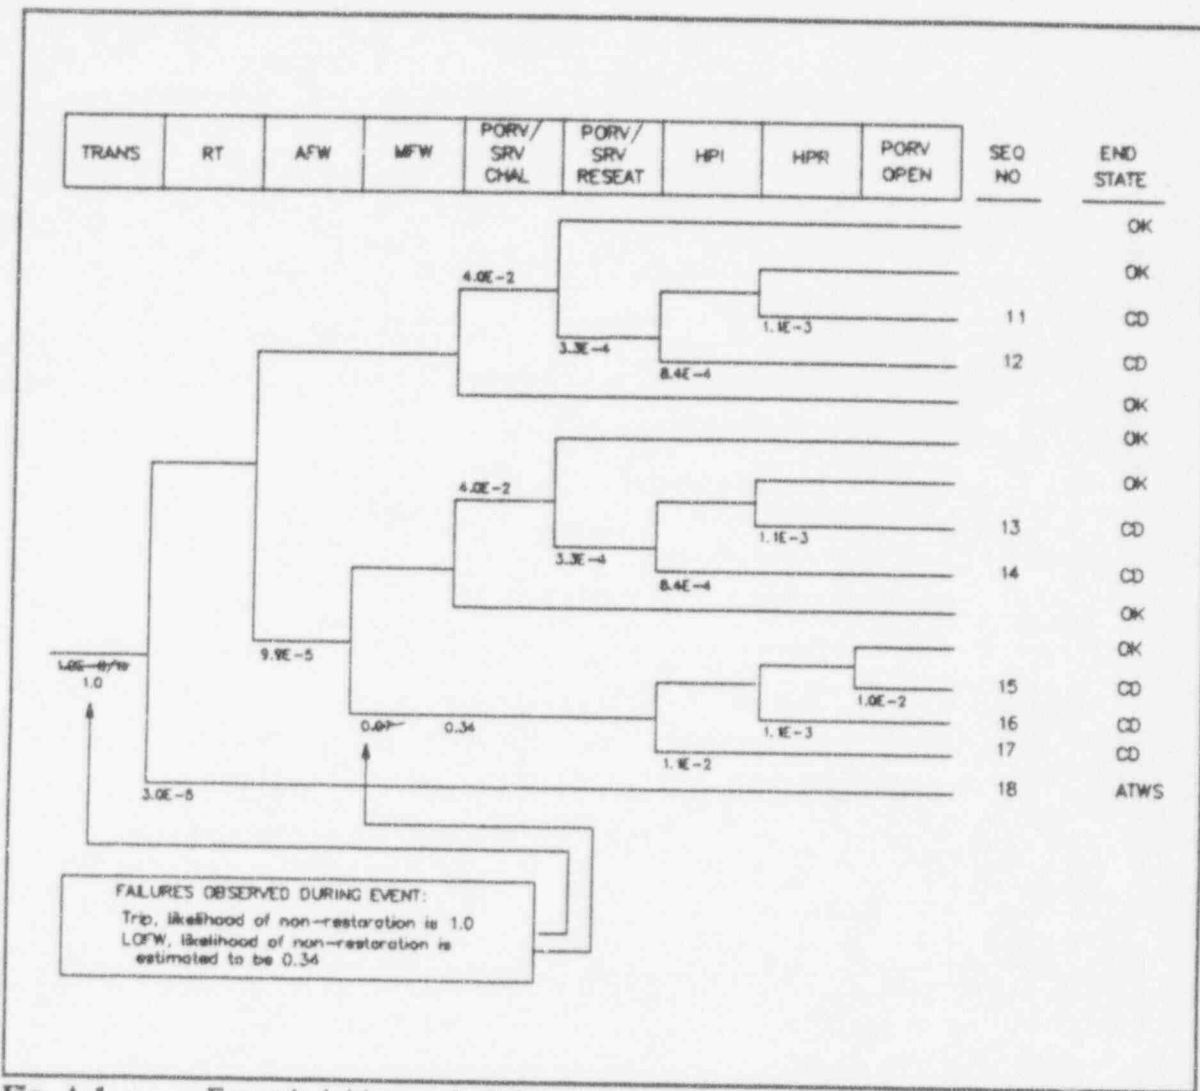 TRANS RT AFW MFW PORV/ SRV CHAL PORV/ SRV RESEAT HPI HPR PORV OPEN SEQ NO END STATE
OK
4.0E-2 OK
1.1E-3 11 CD
3.3E-4 8.4E-4 12 CD
OK
OK
4.0E-2 OK
1.1E-3 13 CD
3.3E-4 8.4E-4 14 CD
OK
9.9E-5 OK
1.0
1.0E-2 15 CD
0.07 0.34 1.1E-3 16 CD
1.1E-2 17 CD
3.0E-5 18 ATWS
FAILURES OBSERVED DURING EVENT:
Trip, likelihood of non-restoration is 1.0
LOFW, likelihood of non-restoration is
estimated to be 0.34